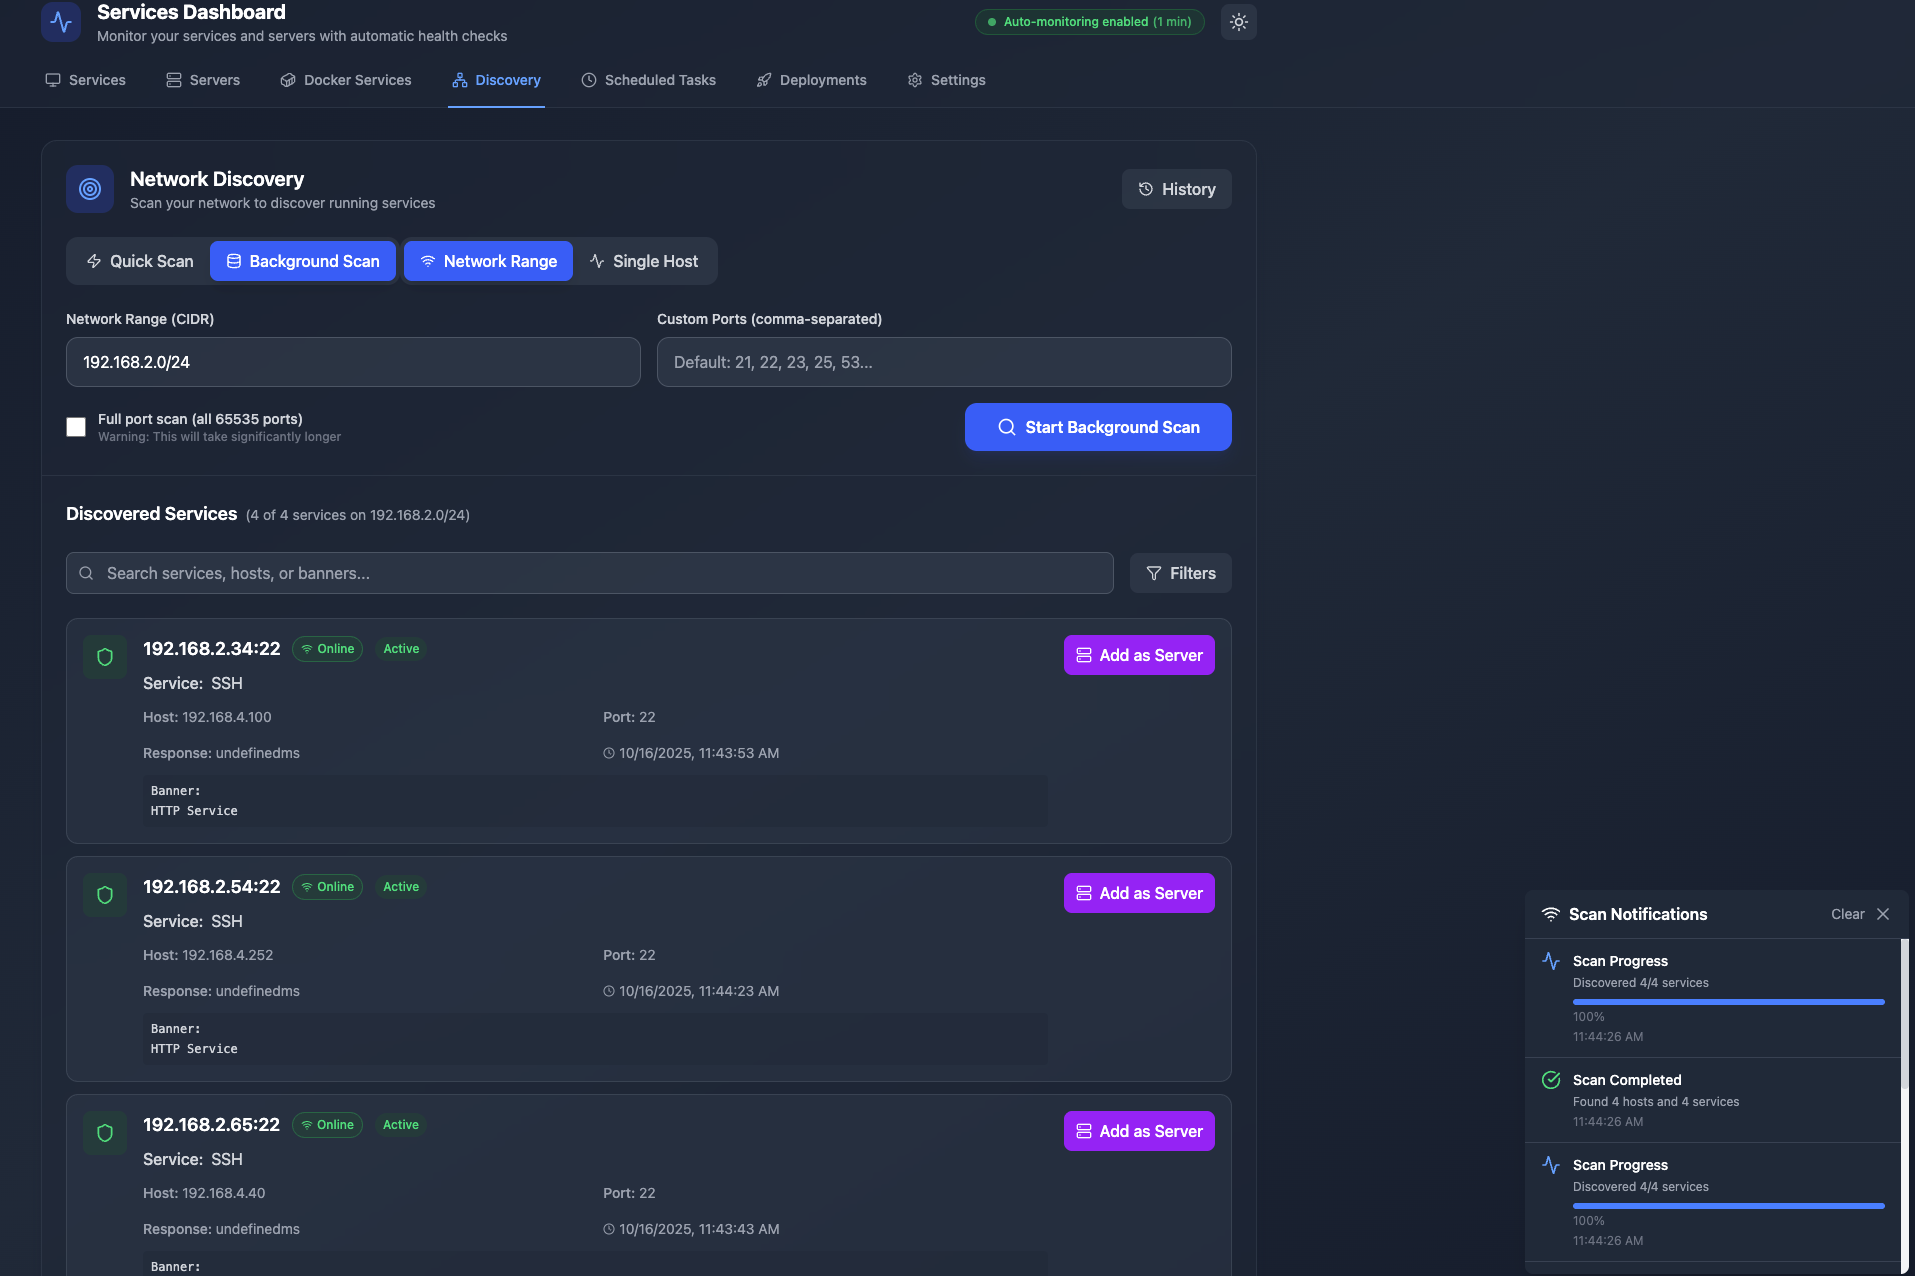 Services Dashboard
Monitor your services and servers with automatic health checks
Auto-monitoring enabled (1 min)
Services
Servers
Docker Services
Discovery
Scheduled Tasks
Deployments
Settings
Network Discovery
Scan your network to discover running services
History
Quick Scan
Background Scan
Network Range
Single Host
Network Range (CIDR)
Custom Ports (comma-separated)
192.168.2.0/24
Default: 21, 22, 23, 25, 53...
Full port scan (all 65535 ports)
Warning: This will take significantly longer
Start Background Scan
Discovered Services (4 of 4 services on 192.168.2.0/24)
Search services, hosts, or banners...
Filters
192.168.2.34:22
Online
Active
Add as Server
Service: SSH
Host: 192.168.4.100
Port: 22
Response: undefinedms
10/16/2025, 11:43:53 AM
Banner:
HTTP Service
192.168.2.54:22
Online
Active
Add as Server
Service: SSH
Host: 192.168.4.252
Port: 22
Response: undefinedms
10/16/2025, 11:44:23 AM
Banner:
HTTP Service
192.168.2.65:22
Online
Active
Add as Server
Service: SSH
Host: 192.168.4.40
Port: 22
Response: undefinedms
10/16/2025, 11:43:43 AM
Banner:
Scan Notifications
Clear
Scan Progress
Discovered 4/4 services
100%
11:44:26 AM
Scan Completed
Found 4 hosts and 4 services
11:44:26 AM
Scan Progress
Discovered 4/4 services
100%
11:44:26 AM